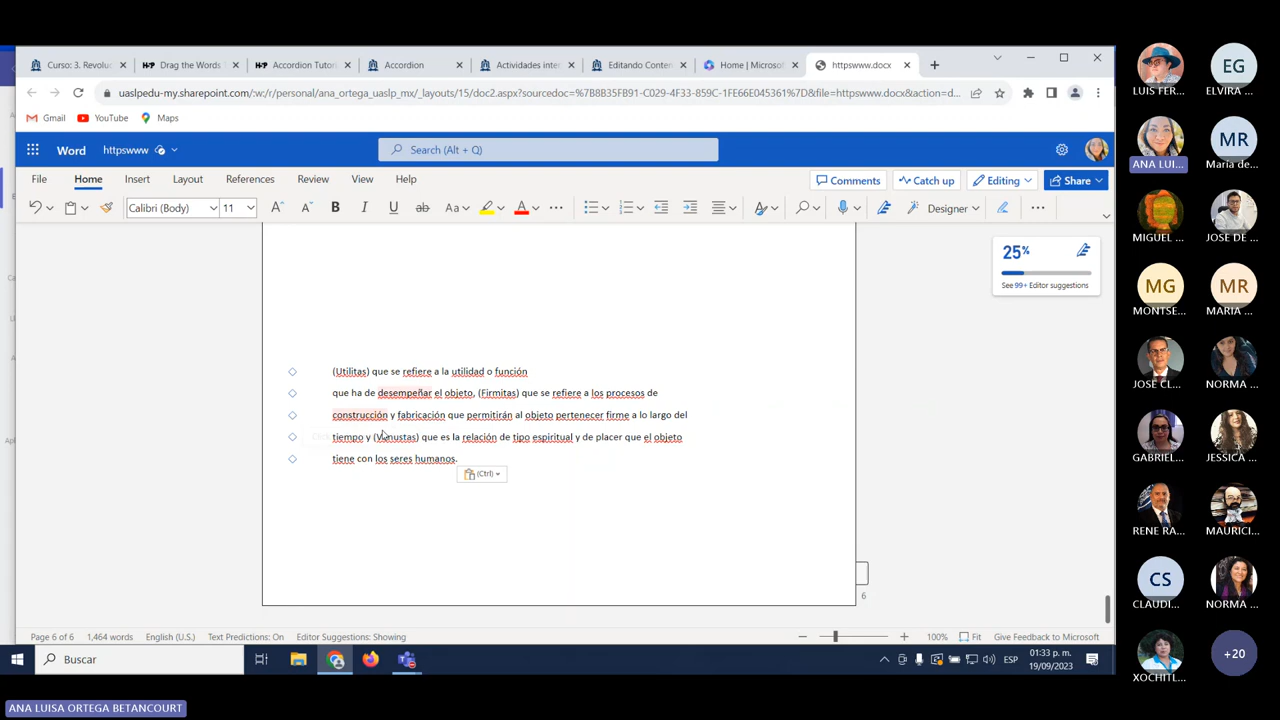 Curso: 3. Revoluc
H-P Drag the Words
H-P Accordion Tutori
Accordion
Actividades inte
Editando Conten
Home | Microsof
httpswww.docx
uaslpedu-my.sharepoint.com/:w:/r/personal/ana_ortega_uaslp_mx/_layouts/15/doc2.aspx?sourcedoc=%7B8B35FB91-C029-4F33-859C-1FE66E045361%7D&file=httpswww.docx&action=d...
Gmail
YouTube
Maps
Word
httpswww
Search (Alt + Q)
File
Home
Insert
Layout
References
Review
View
Help
Comments
Catch up
Editing
Share
Calibri (Body)
11
B
I
U
ab
Aa
A
Designer
25%
See 99+ Editor suggestions
(Utilitas) que se refiere a la utilidad o función
que ha de desempeñar el objeto, (Firmitas) que se refiere a los procesos de
construcción y fabricación que permitirán al objeto pertenecer firme a lo largo del
tiempo y (Venustas) que es la relación de tipo espiritual y de placer que el objeto
tiene con los seres humanos.
(Ctrl)
6
Page 6 of 6
1,464 words
English (U.S.)
Text Predictions: On
Editor Suggestions: Showing
100%
Fit
Give Feedback to Microsoft
Buscar
ESP
01:33 p. m.
19/09/2023
LUIS FER...
EG
ELVIRA ...
ANA LUI...
MR
María de...
MIGUEL ...
JOSE DE ...
MG
MONTSE...
MR
MARIA ...
JOSE CL...
NORMA ...
GABRIEL...
JESSICA ...
RENE RA...
MAURICI...
CS
CLAUDI...
NORMA ...
XOCHITL...
+20
ANA LUISA ORTEGA BETANCOURT